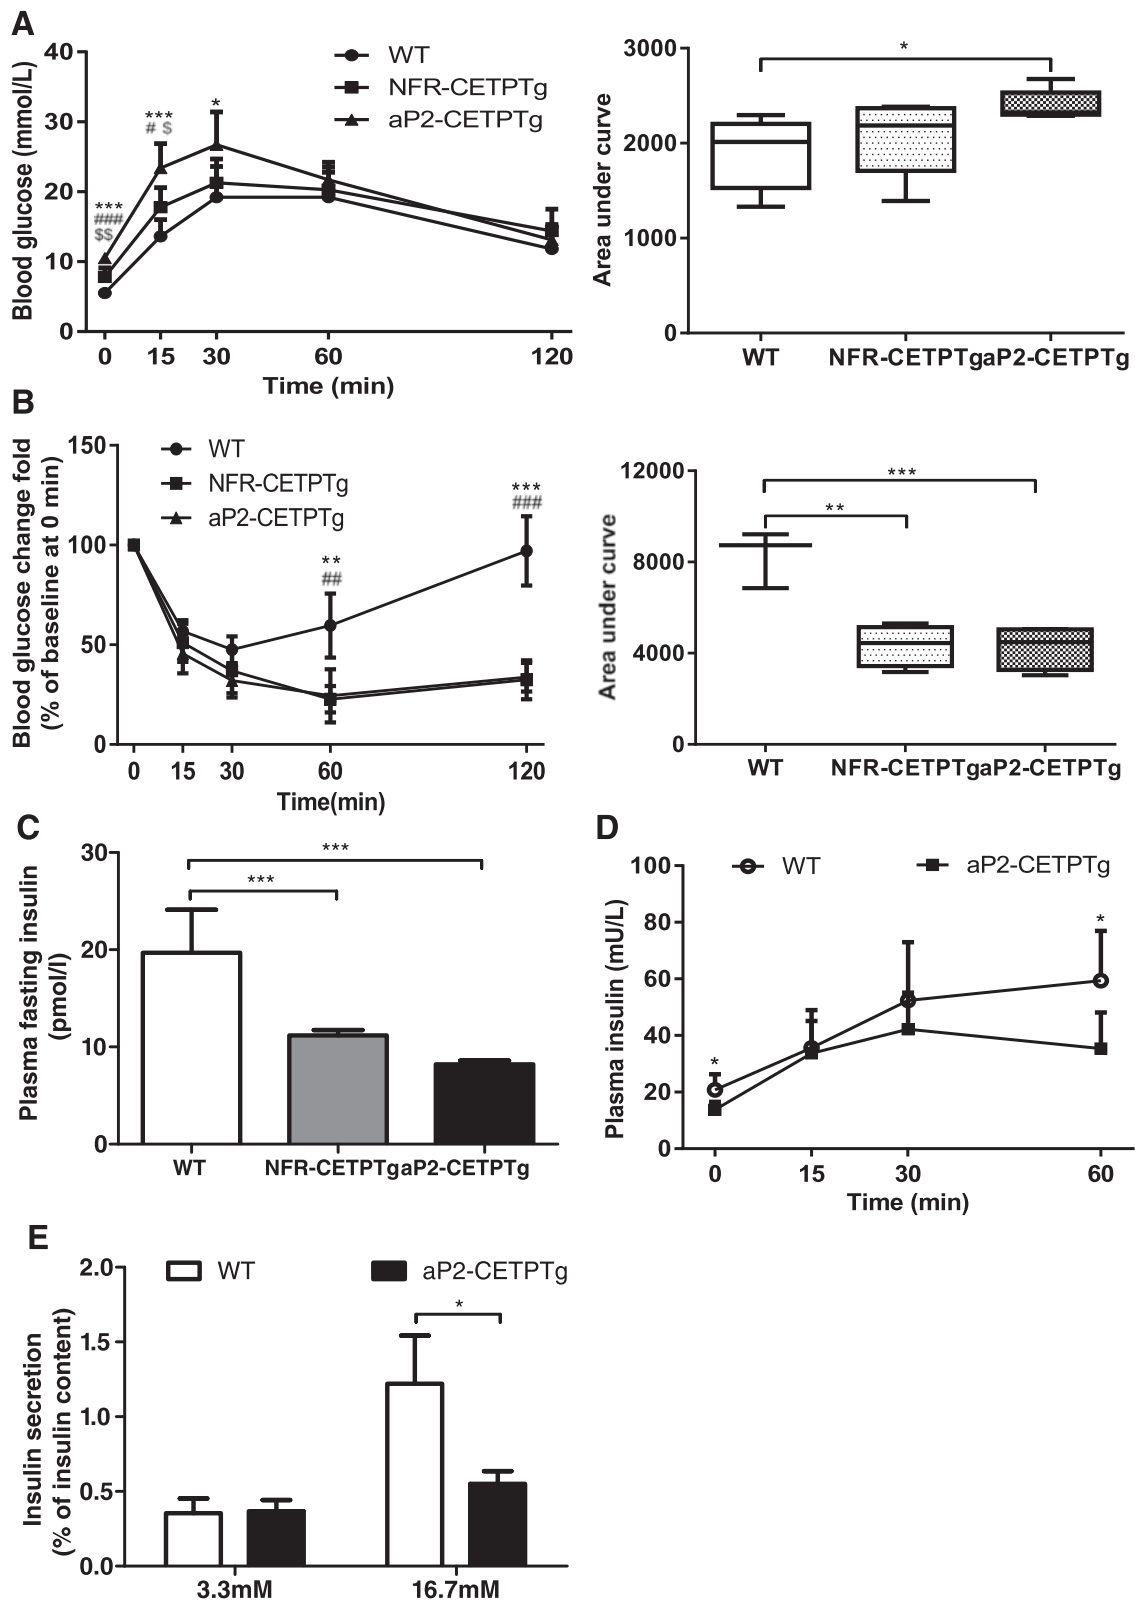 A
Blood glucose (mmol/L)
40
30
20
10
0
0 15 30 60 120
Time (min)
WT
NFR-CETPTg
aP2-CETPTg
***
###
$$
***
# $
*
Area under curve
3000
2000
1000
0
*
WT NFR-CETPTgaP2-CETPTg
B
Blood glucose change fold
(% of baseline at 0 min)
150
100
50
0
0 15 30 60 120
Time(min)
WT
NFR-CETPTg
aP2-CETPTg
**
##
***
###
Area under curve
12000
8000
4000
0
***
**
WT NFR-CETPTgaP2-CETPTg
C
Plasma fasting insulin
(pmol/l)
30
20
10
0
***
***
WT NFR-CETPTgaP2-CETPTg
D
Plasma insulin (mU/L)
100
80
60
40
20
0
WT aP2-CETPTg
*
*
0 15 30 60
Time (min)
E
Insulin secretion
(% of insulin content)
2.0
1.5
1.0
0.5
0.0
WT aP2-CETPTg
*
3.3mM 16.7mM